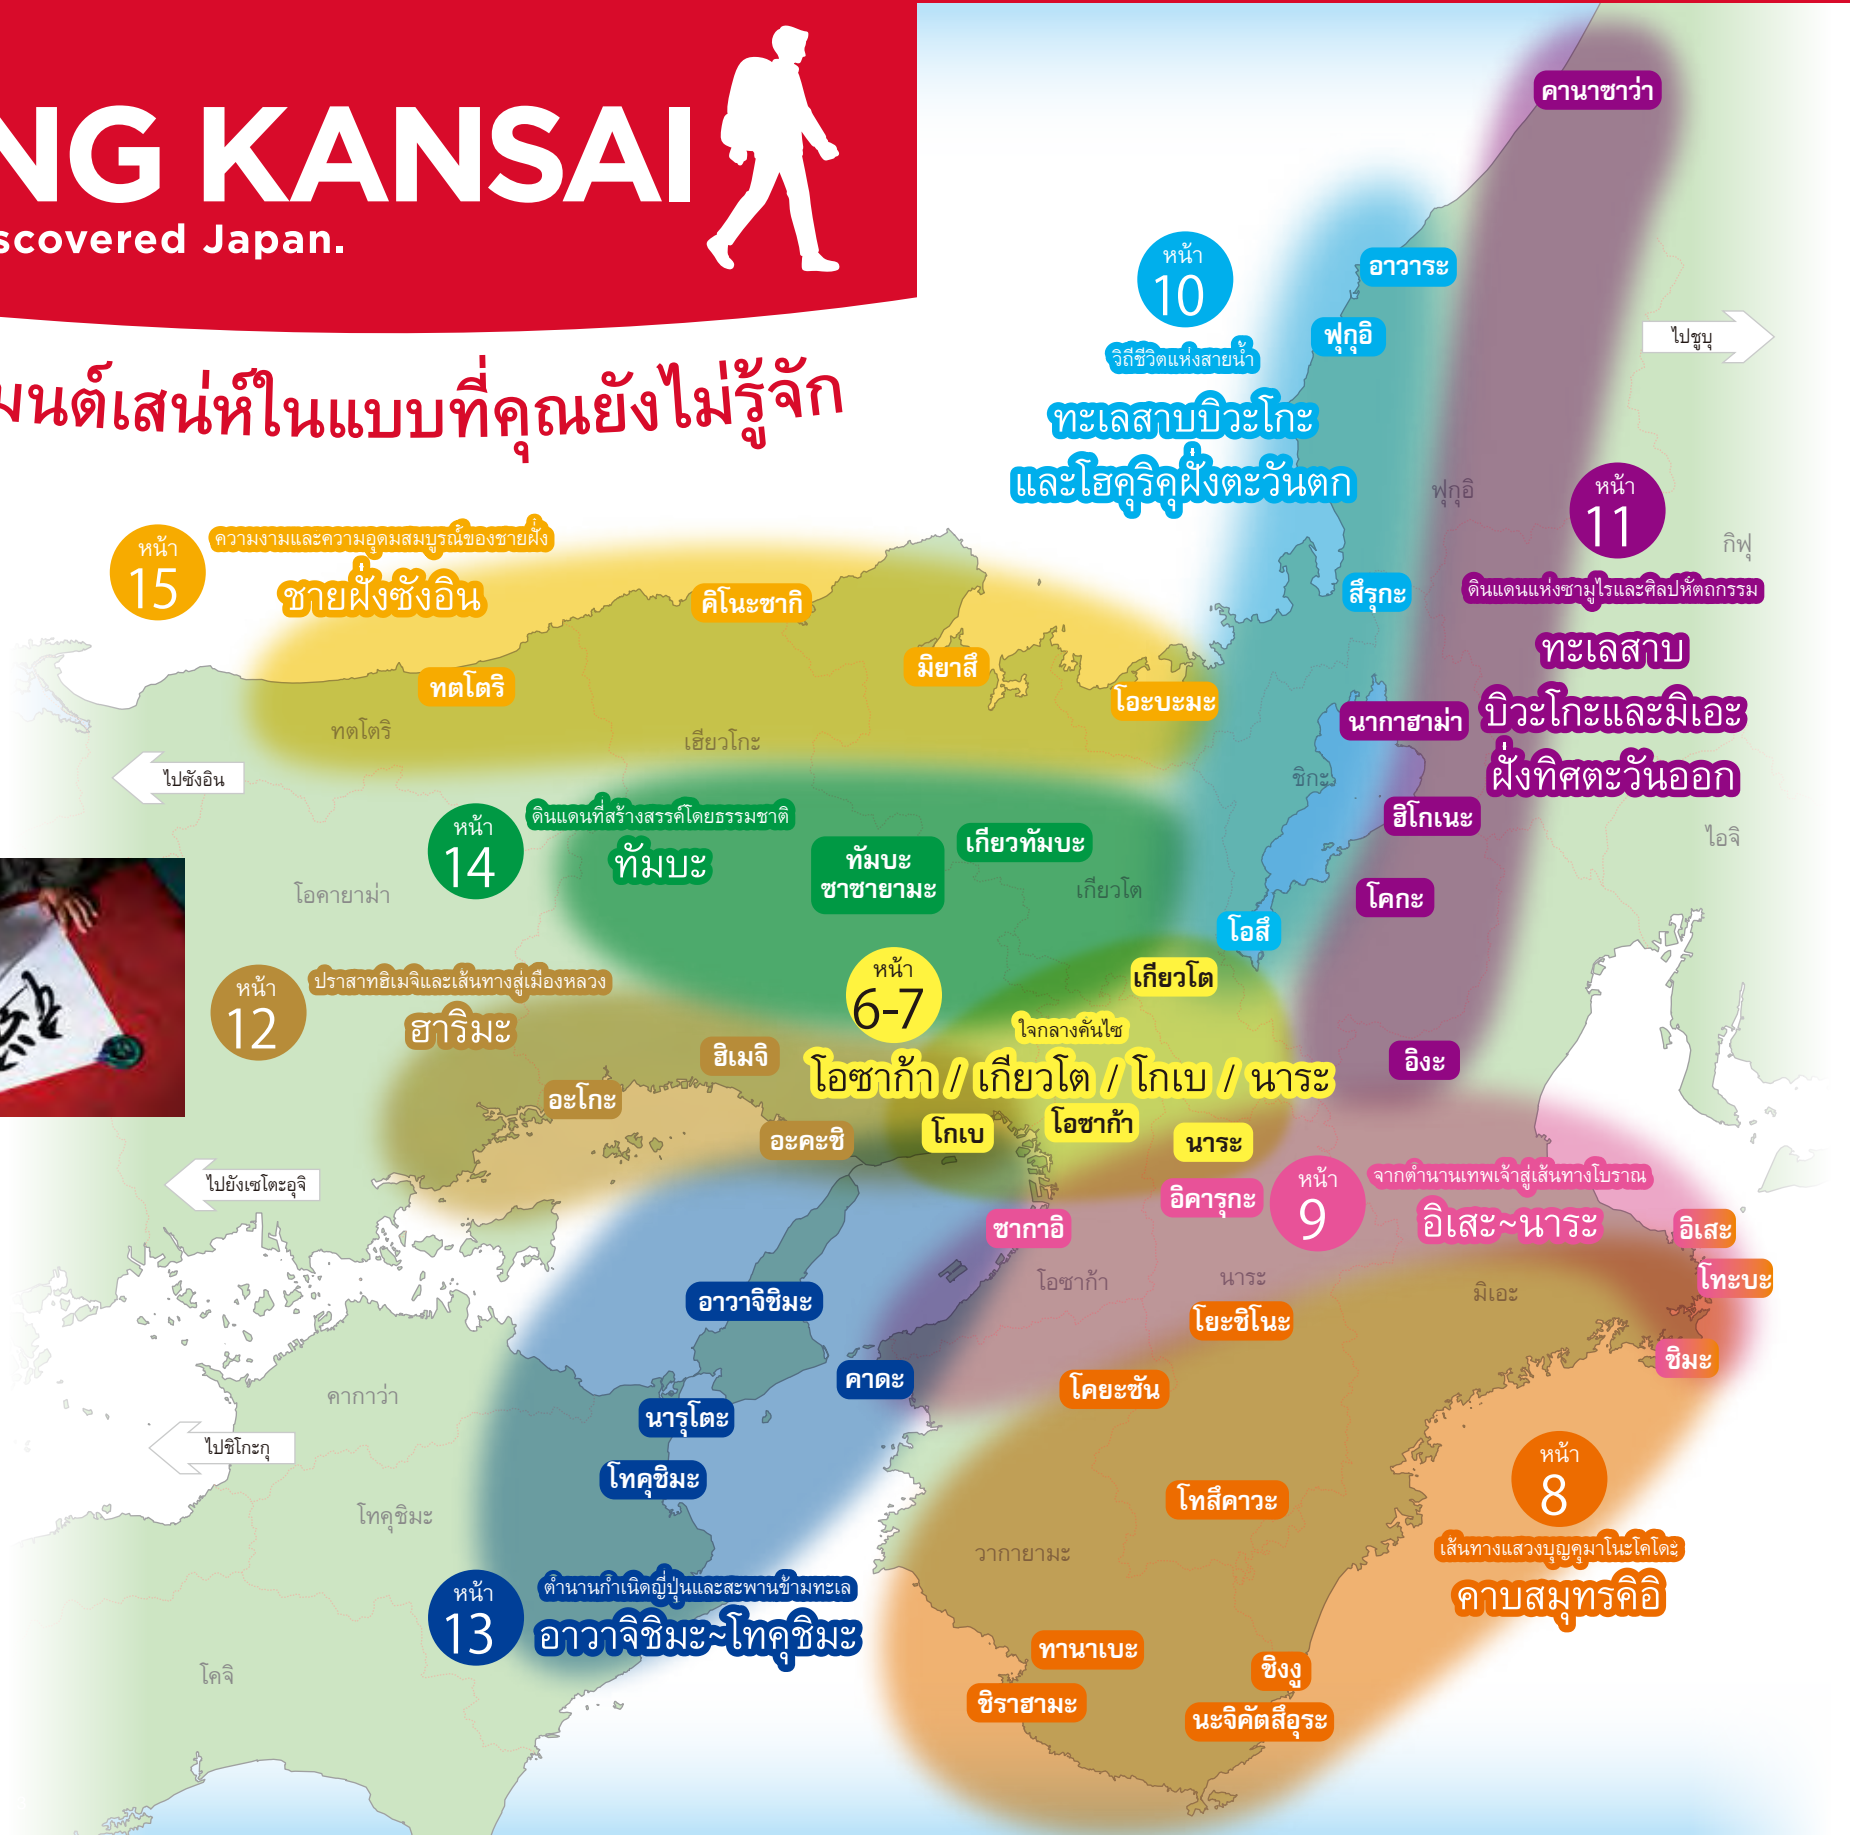 NG KANSAI
scovered Japan.
มนต์เสน่ห์ในแบบที่คุณยังไม่รู้จัก
คานาซาว่า
หน้า
10
วิถีชีวิตแห่งสายน้ำ
ทะเลสาบบิวะโกะ
และโฮคุริคุฝั่งตะวันตก
อาวาระ
ฟุกุอิ
ไปชูบุ
ฟุกุอิ
หน้า
11
ดินแดนแห่งซามูไรและศิลปหัตถกรรม
ทะเลสาบ
บิวะโกะและมิเอะ
ฝั่งทิศตะวันออก
กิฟุ
หน้า
15
ความงามและความอุดมสมบูรณ์ของชายฝั่ง
ชายฝั่งซังอิน
คิโนะซากิ
สึรุกะ
ทตโตริ
มิยาสึ
โอะบะมะ
นากาฮาม่า
ทตโตริ
เฮียวโกะ
ชิกะ
ไปซังอิน
หน้า
14
ดินแดนที่สร้างสรรค์โดยธรรมชาติ
ทัมบะ
ทัมบะ
ซาซายามะ
เกียวทัมบะ
ฮิโกเนะ
ไอจิ
โอคายาม่า
เกียวโต
โคกะ
โอสึ
หน้า
12
ปราสาทฮิเมจิและเส้นทางสู่เมืองหลวง
ฮาริมะ
หน้า
6-7
ใจกลางคันไซ
โอซาก้า / เกียวโต / โกเบ / นาระ
เกียวโต
ฮิเมจิ
อิงะ
อะโกะ
อะคะชิ
โกเบ
โอซาก้า
นาระ
ไปยังเซโตะอุจิ
อิคารุกะ
หน้า
9
จากตำนานเทพเจ้าสู่เส้นทางโบราณ
อิเสะ~นาระ
ซากาอิ
อิเสะ
โทะบะ
โอซาก้า
นาระ
มิเอะ
อาวาจิชิมะ
โยะชิโนะ
ชิมะ
คาดะ
โคยะซัน
คากาว่า
นารุโตะ
ไปชิโกะกุ
โทคุชิมะ
โทสึคาวะ
หน้า
8
เส้นทางแสวงบุญคุมาโนะโคโดะ
คาบสมุทรคิอิ
โทคุชิมะ
วากายามะ
หน้า
13
ตำนานกำเนิดญี่ปุ่นและสะพานข้ามทะเล
อาวาจิชิมะ~โทคุชิมะ
โคจิ
ทานาเบะ
ชิงงู
ชิราฮามะ
นะจิคัตสึอุระ